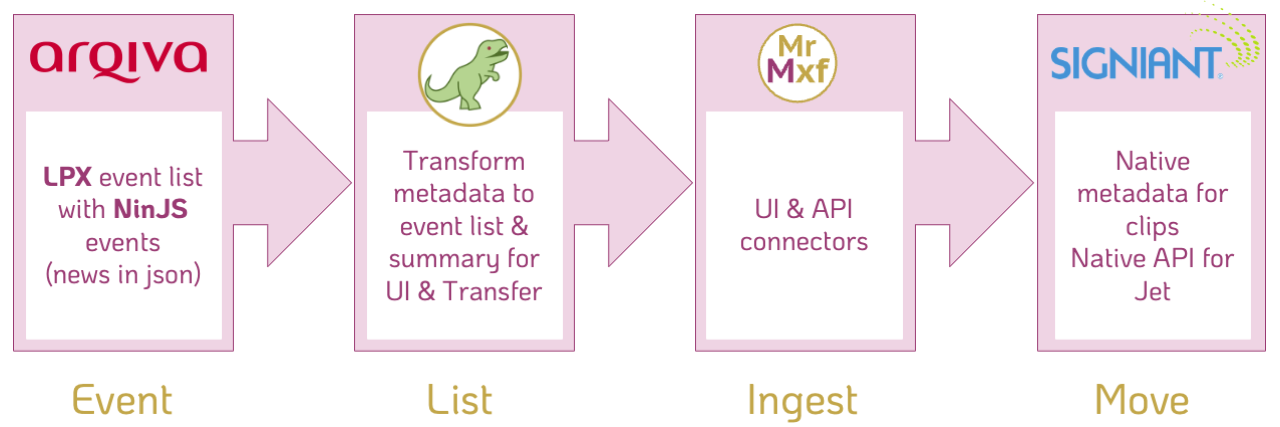 arqiva
LPX event list
with NinJS
events
(news in json)
Event
Transform
metadata to
event list &
summary for
UI & Transfer
List
Mr
Mxf
UI & API
connectors
Ingest
SIGNIANT®
Native
metadata for
clips
Native API for
Jet
Move